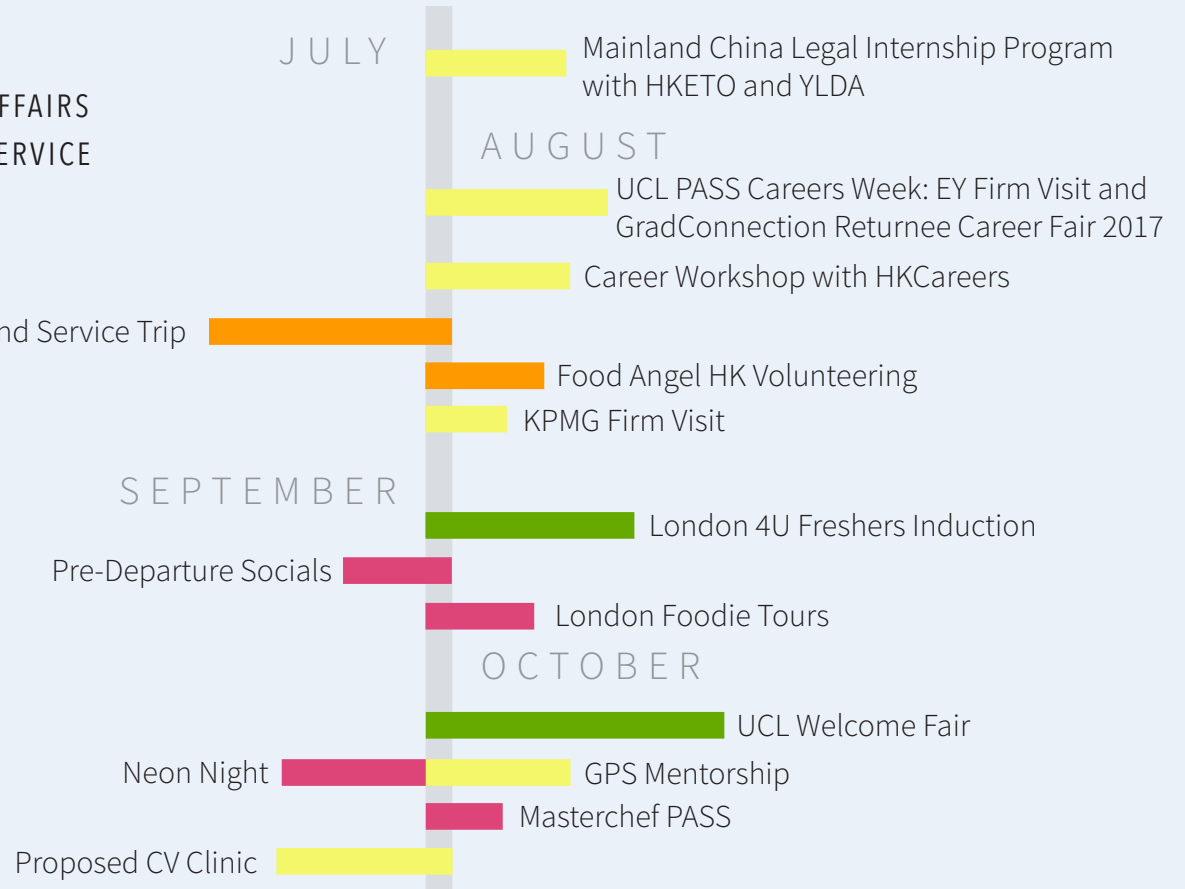 JULY
Mainland China Legal Internship Program
with HKETO and YLDA
FFAIRS
ERVICE
AUGUST
UCL PASS Careers Week: EY Firm Visit and
GradConnection Returnee Career Fair 2017
Career Workshop with HKCareers
nd Service Trip
Food Angel HK Volunteering
KPMG Firm Visit
SEPTEMBER
London 4U Freshers Induction
Pre-Departure Socials
London Foodie Tours
OCTOBER
UCL Welcome Fair
Neon Night
GPS Mentorship
Masterchef PASS
Proposed CV Clinic